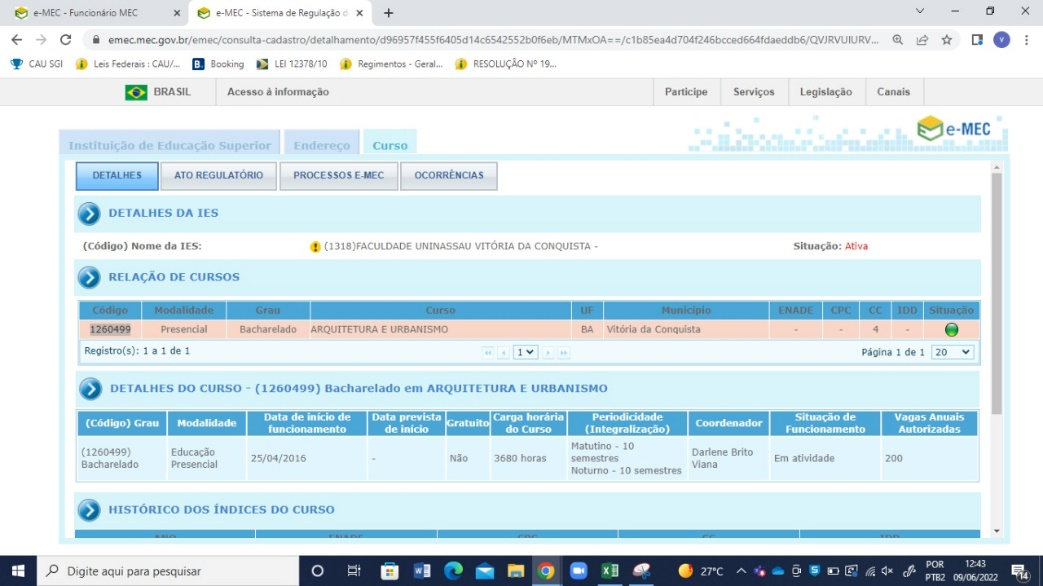 e-MEC - Funcionário MEC
e-MEC - Sistema de Regulação d
emec.mec.gov.br/emec/consulta-cadastro/detalhamento/d96957f455f6405d14c6542552b0f6eb/MTMxOA==/c1b85ea4d704f246bcced664fdaeddb6/QVJRVUlURV...
CAU SGI Leis Federais : CAU/... Booking LEI 12378/10 Regimentos - Geral... RESOLUÇÃO Nº 19...
BRASIL Acesso à informação Participe Serviços Legislação Canais
e-MEC
Instituição de Educação Superior Endereço Curso
DETALHES ATO REGULATÓRIO PROCESSOS E-MEC OCORRÊNCIAS
DETALHES DA IES
(Código) Nome da IES: (1318)FACULDADE UNINASSAU VITÓRIA DA CONQUISTA - Situação: Ativa
RELAÇÃO DE CURSOS
Código Modalidade Grau Curso UF Município ENADE CPC CC IDD Situação
1260499 Presencial Bacharelado ARQUITETURA E URBANISMO BA Vitória da Conquista - - 4 -
Registro(s): 1 a 1 de 1 1 Página 1 de 1 20
DETALHES DO CURSO - (1260499) Bacharelado em ARQUITETURA E URBANISMO
(Código) Grau Modalidade Data de início de funcionamento Data prevista de início Gratuito Carga horária do Curso Periodicidade (Integralização) Coordenador Situação de Funcionamento Vagas Anuais Autorizadas
(1260499) Bacharelado Educação Presencial 25/04/2016 - Não 3680 horas Matutino - 10 semestres Noturno - 10 semestres Darlene Brito Viana Em atividade 200
HISTÓRICO DOS ÍNDICES DO CURSO
ANO ENADE CPC CC IDD
Digite aqui para pesquisar
27°C
POR 12:43
PTB2 09/06/2022